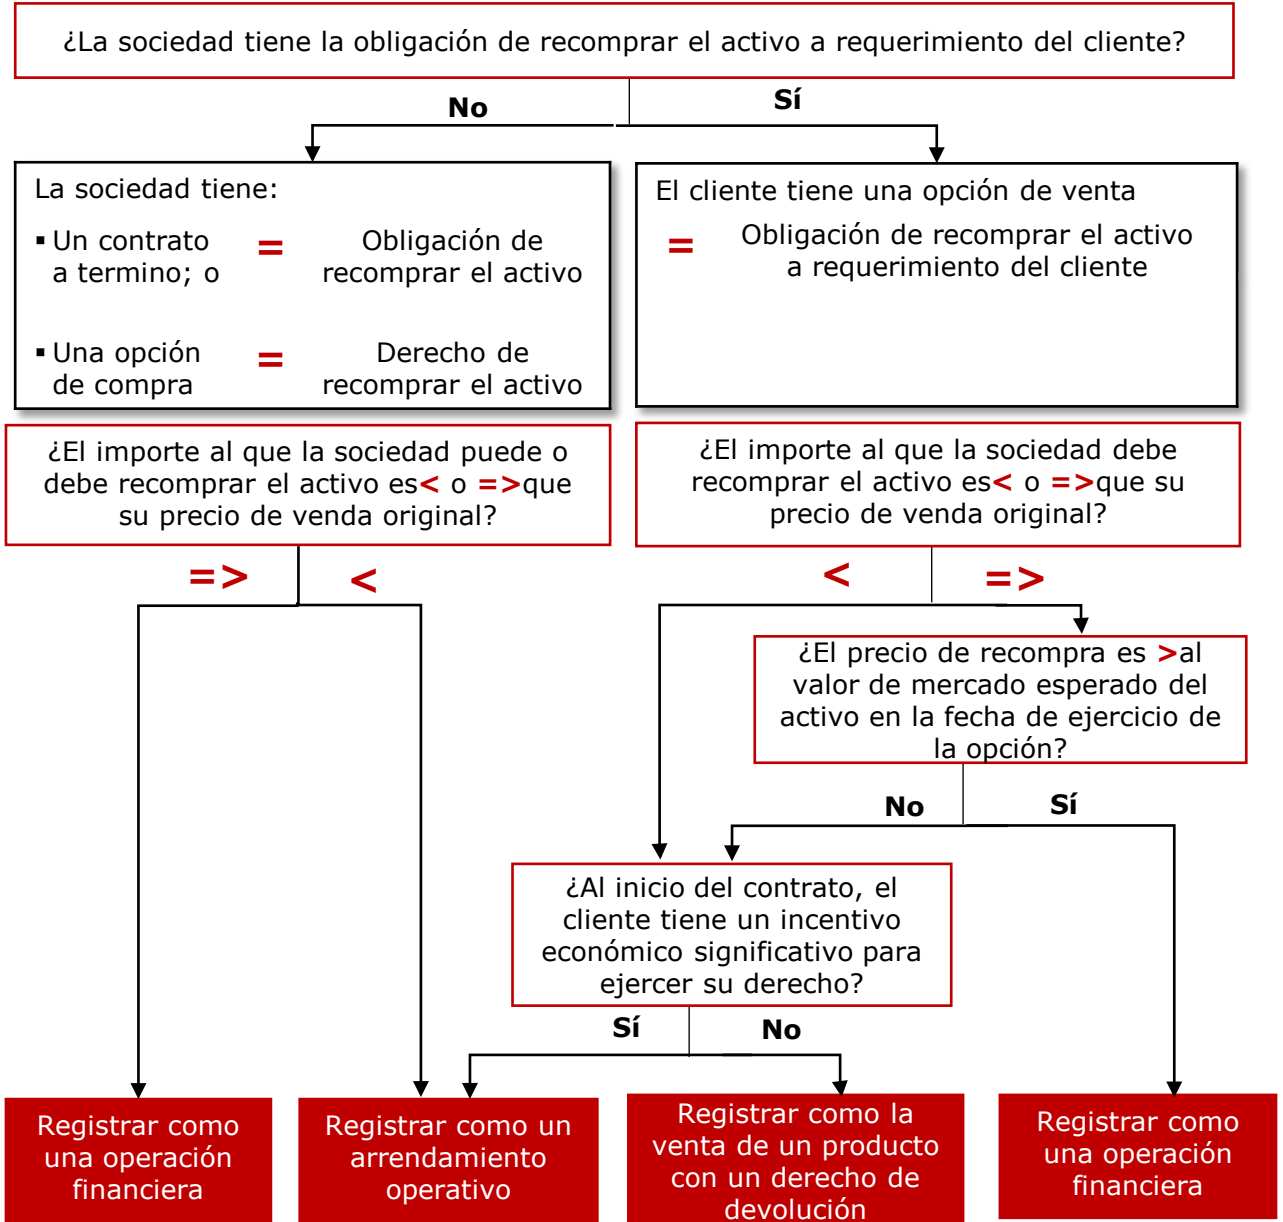 ¿La sociedad tiene la obligación de recomprar el activo a requerimiento del cliente?
No
Sí
La sociedad tiene:
▪ Un contrato a termino; o
=
Obligación de
recomprar el activo
▪ Una opción de compra
=
Derecho de
recomprar el activo
El cliente tiene una opción de venta
=
Obligación de recomprar el activo
a requerimiento del cliente
¿El importe al que la sociedad puede o
debe recomprar el activo es< o =>que
su precio de venda original?
¿El importe al que la sociedad debe
recomprar el activo es< o =>que su
precio de venda original?
=>
<
<
=>
¿El precio de recompra es >al
valor de mercado esperado del
activo en la fecha de ejercicio de
la opción?
No
Sí
¿Al inicio del contrato, el
cliente tiene un incentivo
económico significativo para
ejercer su derecho?
Sí
No
Registrar como
una operación
financiera
Registrar como un
arrendamiento
operativo
Registrar como la
venta de un producto
con un derecho de
devolución
Registrar como
una operación
financiera